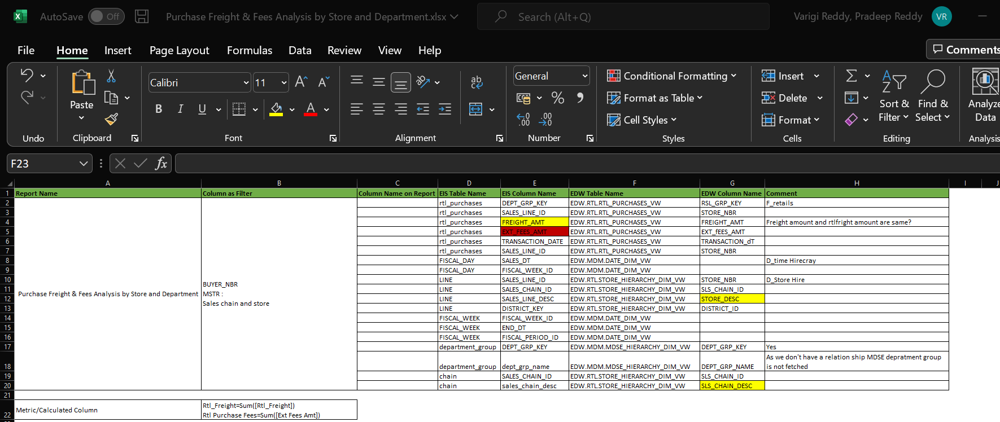 AutoSave Off Purchase Freight & Fees Analysis by Store and Department.xlsx Search (Alt+Q) Varigi Reddy, Pradeep Reddy VR
File Home Insert Page Layout Formulas Data Review View Help Comments
Calibri 11 General Conditional Formatting Insert
Paste Format as Table Delete Sort & Filter Find & Select Analyze Data
B I U A Cell Styles Format
Undo Clipboard Font Alignment Number Styles Cells Editing Analysis
F23 fx
A B C D E F G H I J
1 Report Name Column as Filter Column Name on Report EIS Table Name EIS Column Name EDW Table Name EDW Column Name Comment
2 rtl_purchases DEPT_GRP_KEY EDW.RTL.RTL_PURCHASES_VW RSL_GRP_KEY F_retails
3 rtl_purchases SALES_LINE_ID EDW.RTL.RTL_PURCHASES_VW STORE_NBR
4 rtl_purchases FREIGHT_AMT EDW.RTL.RTL_PURCHASES_VW FREIGHT_AMT Freight amount and rtlfright amount are same?
5 rtl_purchases EXT_FEES_AMT EDW.RTL.RTL_PURCHASES_VW EXT_fEES_AMT
6 rtl_purchases TRANSACTION_DATE EDW.RTL.RTL_PURCHASES_VW TRANSACTION_dT
7 rtl_purchases SALES_LINE_ID EDW.RTL.RTL_PURCHASES_VW STORE_NBR
8 FISCAL_DAY SALES_DT EDW.MDM.DATE_DIM_VW D_time Hirecray
9 FISCAL_DAY FISCAL_WEEK_ID EDW.MDM.DATE_DIM_VW
10 BUYER_NBR LINE SALES_LINE_ID EDW.RTL.STORE_HIERARCHY_DIM_VW STORE_NBR D_Store Hire
11 Purchase Freight & Fees Analysis by Store and Department MSTR : LINE SALES_CHAIN_ID EDW.RTL.STORE_HIERARCHY_DIM_VW SLS_CHAIN_ID
12 Sales chain and store LINE SALES_LINE_DESC EDW.RTL.STORE_HIERARCHY_DIM_VW STORE_DESC
13 LINE DISTRICT_KEY EDW.RTL.STORE_HIERARCHY_DIM_VW DISTRICT_ID
14 FISCAL_WEEK FISCAL_WEEK_ID EDW.MDM.DATE_DIM_VW
15 FISCAL_WEEK END_DT EDW.MDM.DATE_DIM_VW
16 FISCAL_WEEK FISCAL_PERIOD_ID EDW.MDM.DATE_DIM_VW
17 department_group DEPT_GRP_KEY EDW.MDM.MDSE_HIERARCHY_DIM_VW DEPT_GRP_KEY Yes
As we don't have a relation ship MDSE depratment group
18 department_group dept_grp_name EDW.MDM.MDSE_HIERARCHY_DIM_VW DEPT_GRP_NAME is not fetched
19 chain SALES_CHAIN_ID EDW.RTL.STORE_HIERARCHY_DIM_VW SLS_CHAIN_ID
20 chain sales_chain_desc EDW.RTL.STORE_HIERARCHY_DIM_VW SLS_CHAIN_DESC
21
Metric/Calculated Column Rtl_Freight=Sum([Rtl_Freight])
22 Rtl Purchase Fees=Sum([Ext Fees Amt])